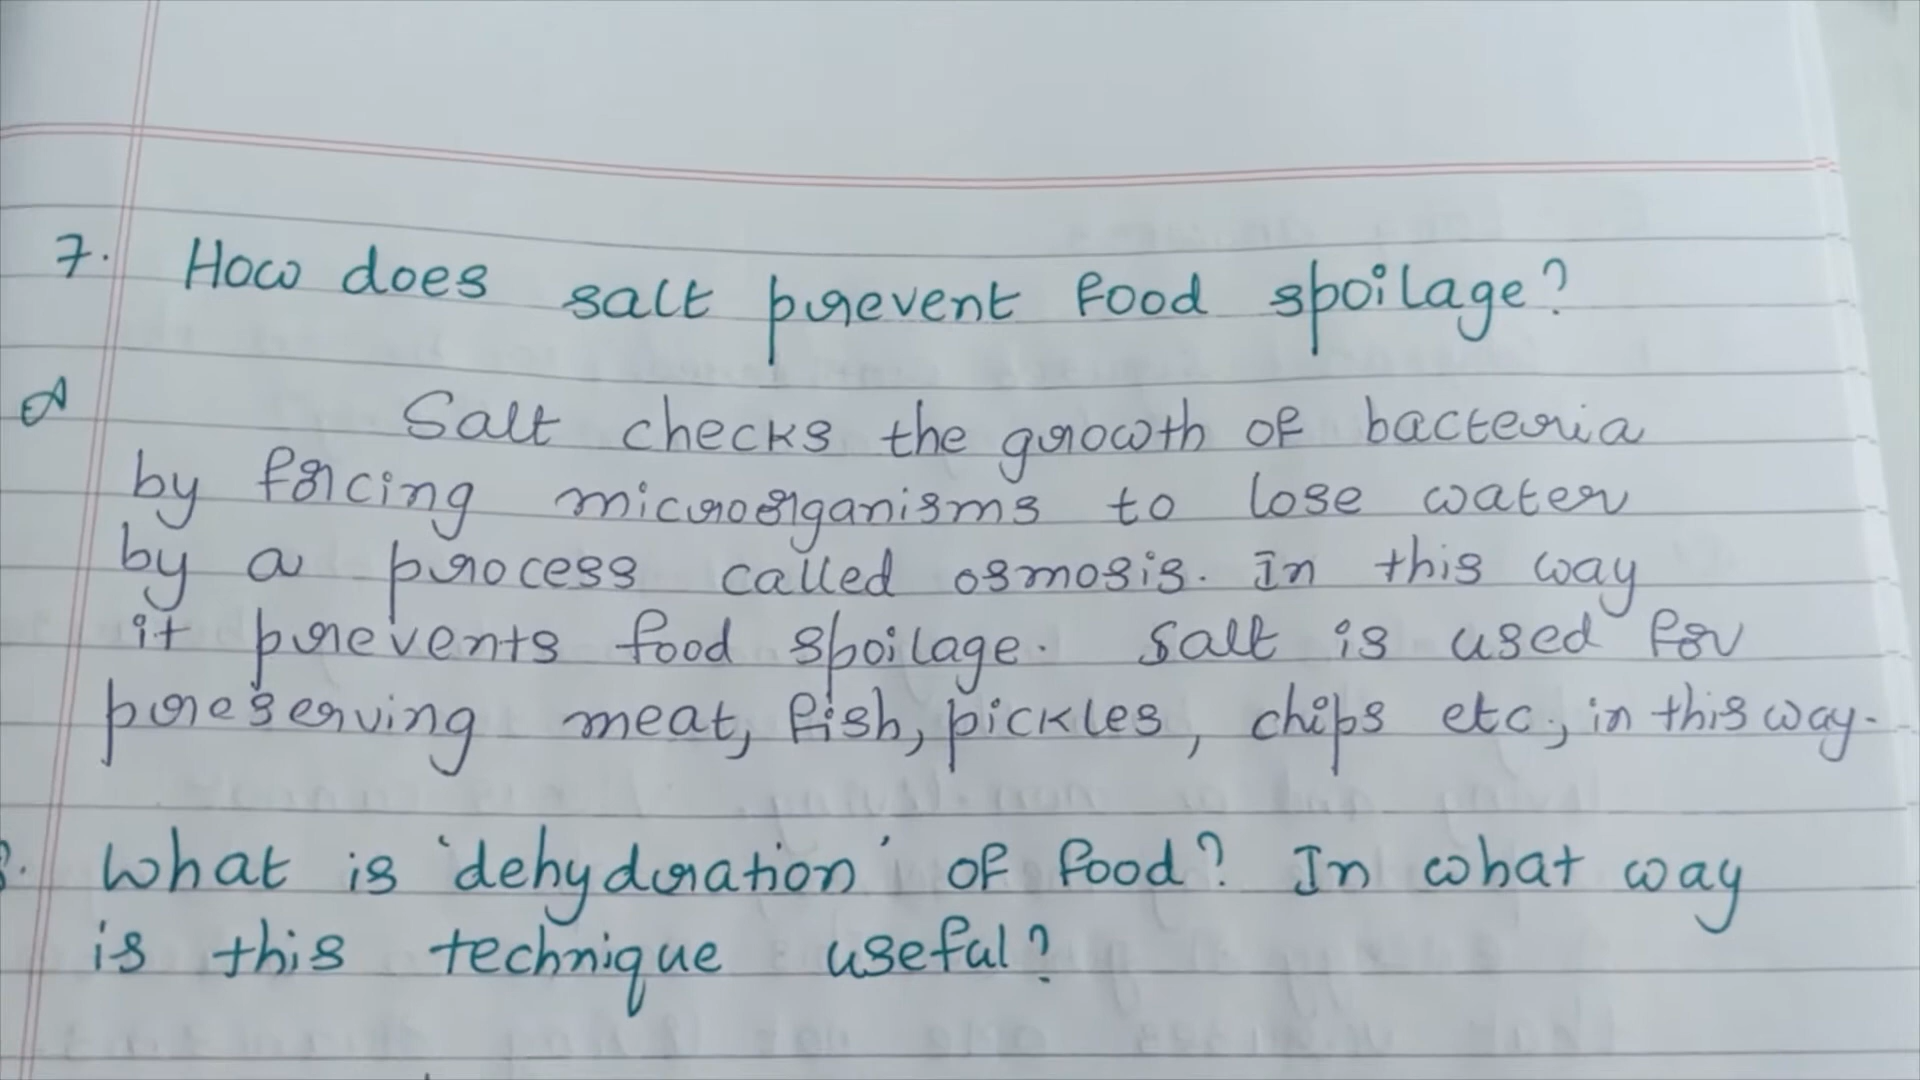 7. How does salt prevent food spoilage?
A Salt checks the growth of bacteria
by forcing microorganisms to lose water
by a process called osmosis. In this way
it prevents food spoilage. Salt is used for
preserving meat, fish, pickles, chips etc; in this way.
What is 'dehydration' of food? In what way
is this technique useful?